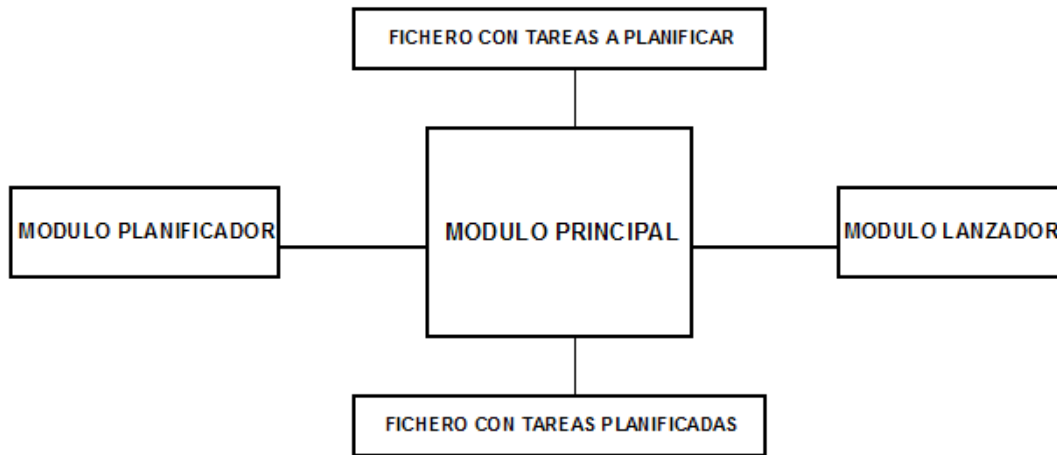 FICHERO CON TAREAS A PLANIFICAR
MODULO PLANIFICADOR
MODULO PRINCIPAL
MODULO LANZADOR
FICHERO CON TAREAS PLANIFICADAS